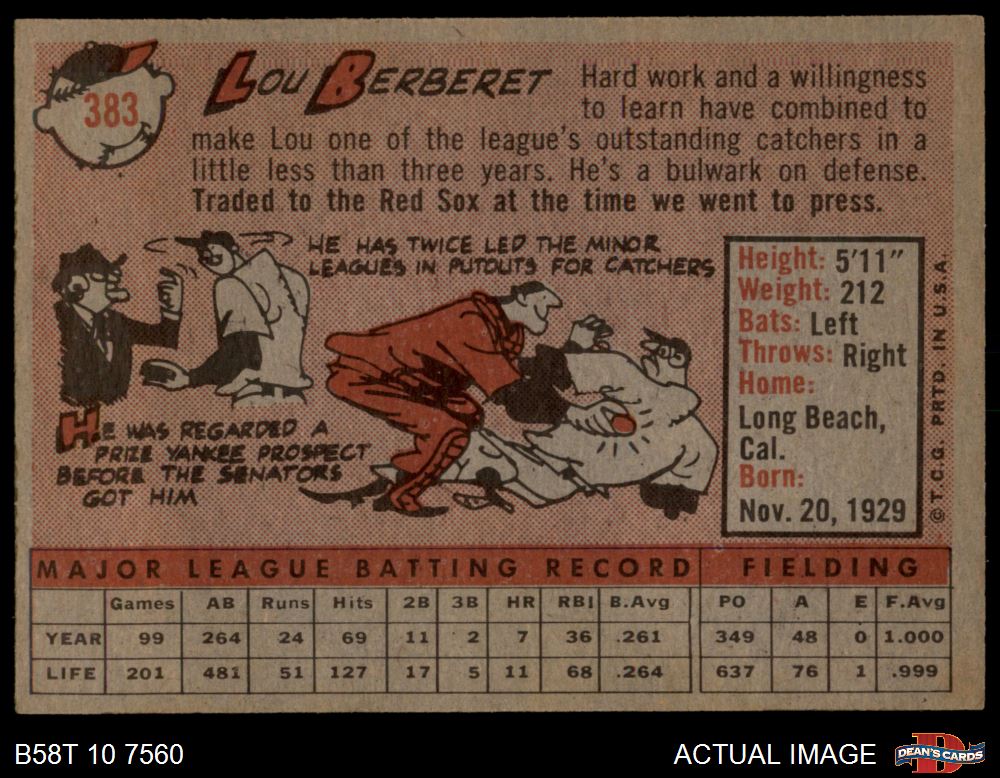 383
LOU BERBERET
Hard work and a willingness
to learn have combined to
make Lou one of the league's outstanding catchers in a
little less than three years. He's a bulwark on defense.
Traded to the Red Sox at the time we went to press.
HE HAS TWICE LED THE MINOR
LEAGUES IN PUTOUTS FOR CATCHERS
HE WAS REGARDED A
PRIZE YANKEE PROSPECT
BEFORE THE SENATORS
GOT HIM
Height: 5'11"
Weight: 212
Bats: Left
Throws: Right
Home:
Long Beach,
Cal.
Born:
Nov. 20, 1929
© T.C.G. PRTD. IN U.S.A.
MAJOR LEAGUE BATTING RECORD FIELDING
Games AB Runs Hits 2B 3B HR RBI B.Avg PO A E F.Avg
YEAR 99 264 24 69 11 2 7 36 .261 349 48 0 1.000
LIFE 201 481 51 127 17 5 11 68 .264 637 76 1 .999
B58T 10 7560 ACTUAL IMAGE DEAN'S CARDS